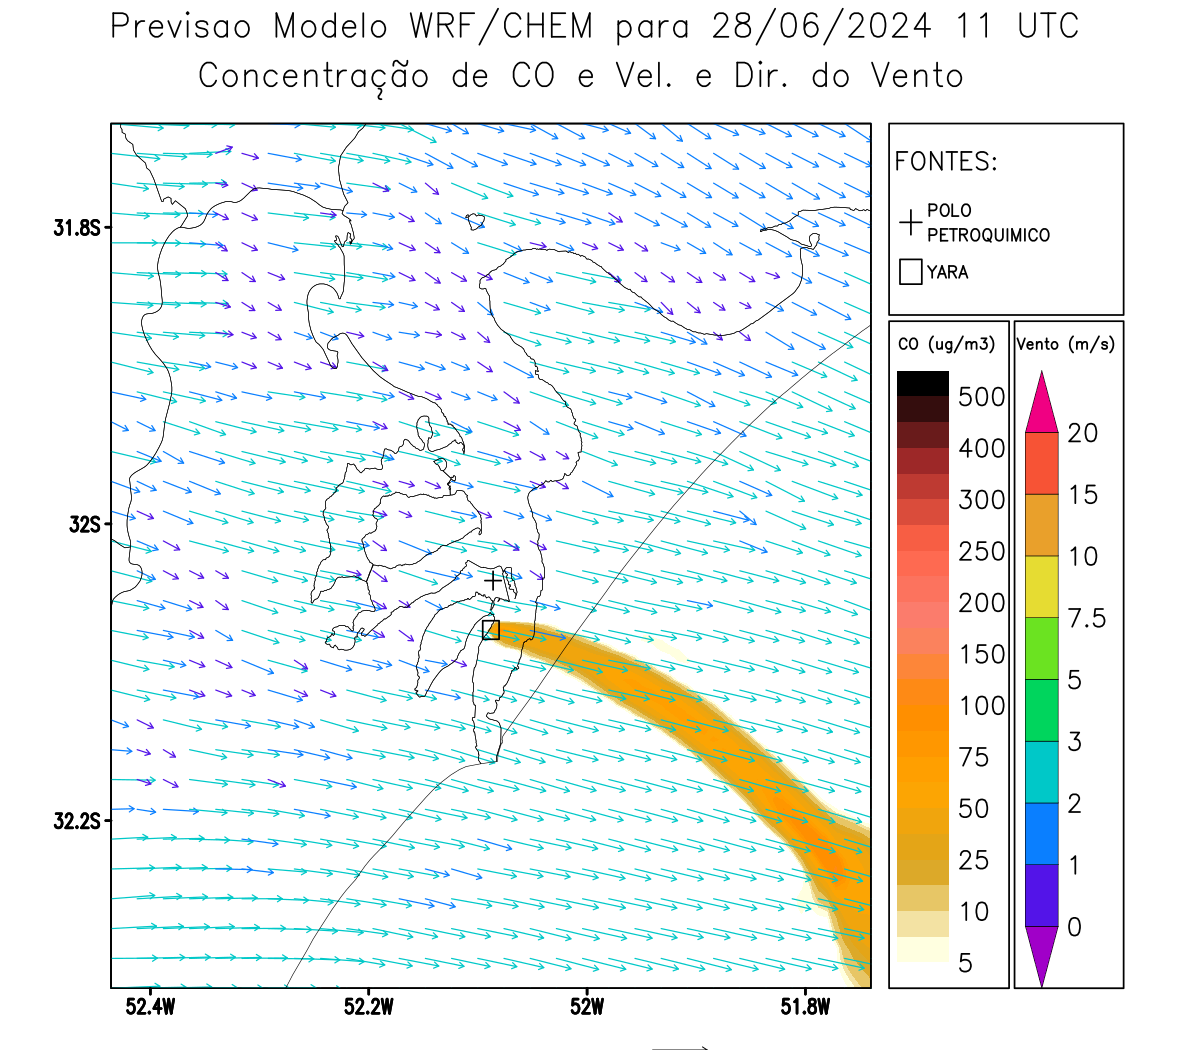 Previsao Modelo WRF/CHEM para 28/06/2024 11 UTC
Concentração de CO e Vel. e Dir. do Vento
FONTES:
POLO
PETROQUIMICO
YARA
CO (ug/m3)
500
400
300
250
200
150
100
75
50
25
10
5
Vento (m/s)
20
15
10
7.5
5
3
2
1
0
31.8S
32S
32.2S
52.4W 52.2W 52W 51.8W